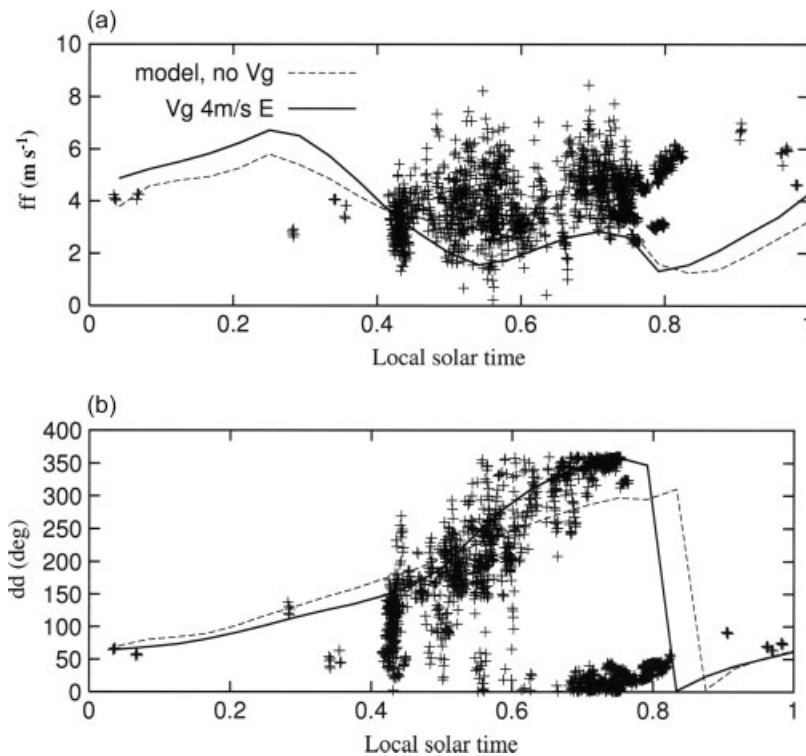 (a)
10
8
6
4
2
0
ff (m s⁻¹)
model, no Vg
Vg 4m/s E
0 0.2 0.4 0.6 0.8 1
Local solar time
(b)
400
350
300
250
200
150
100
50
0
dd (deg)
0 0.2 0.4 0.6 0.8 1
Local solar time